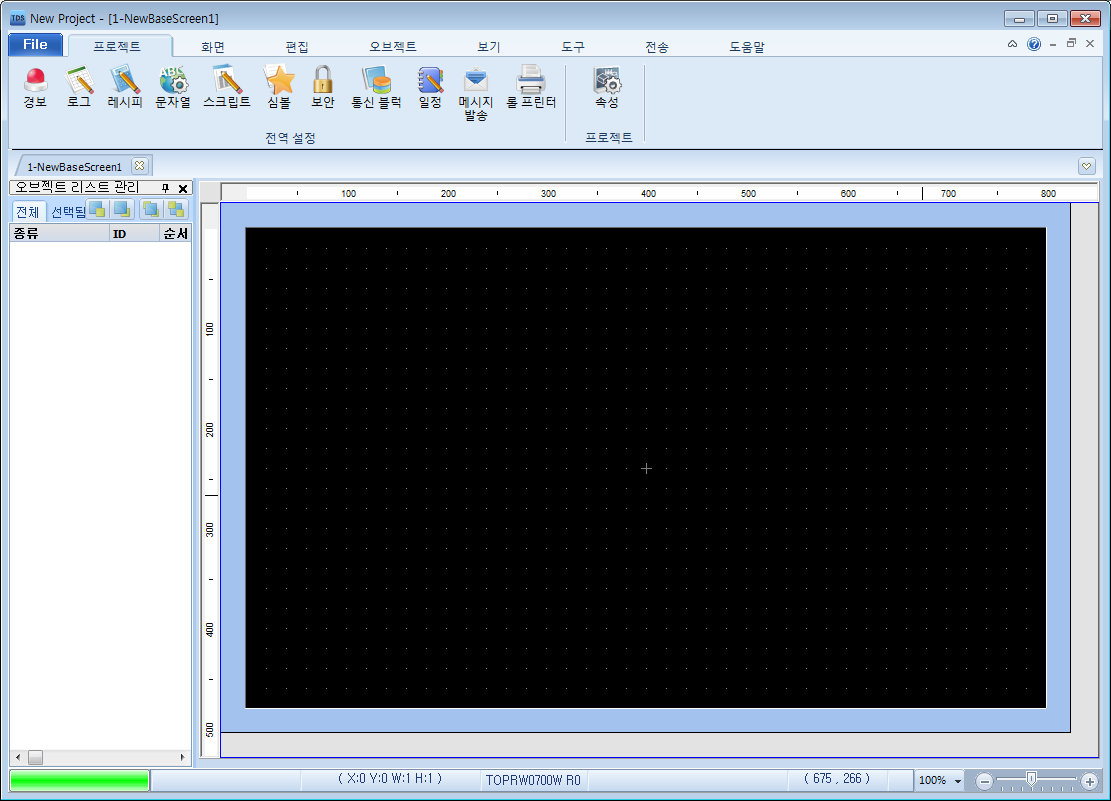 TDS New Project - [1-NewBaseScreen1]
File 프로젝트 화면 편집 오브젝트 보기 도구 전송 도움말
경보 로그 레시피 문자열 스크립트 심볼 보안 통신 블럭 일정 메시지 발송 롤 프린터 속성
전역 설정 프로젝트
1-NewBaseScreen1
오브젝트 리스트 관리
전체 선택됨
종류 ID 순서
100 200 300 400 500 600 700 800
100
200
300
400
500
( X:0 Y:0 W:1 H:1 ) TOPRW0700W R0 ( 675 , 266 ) 100%